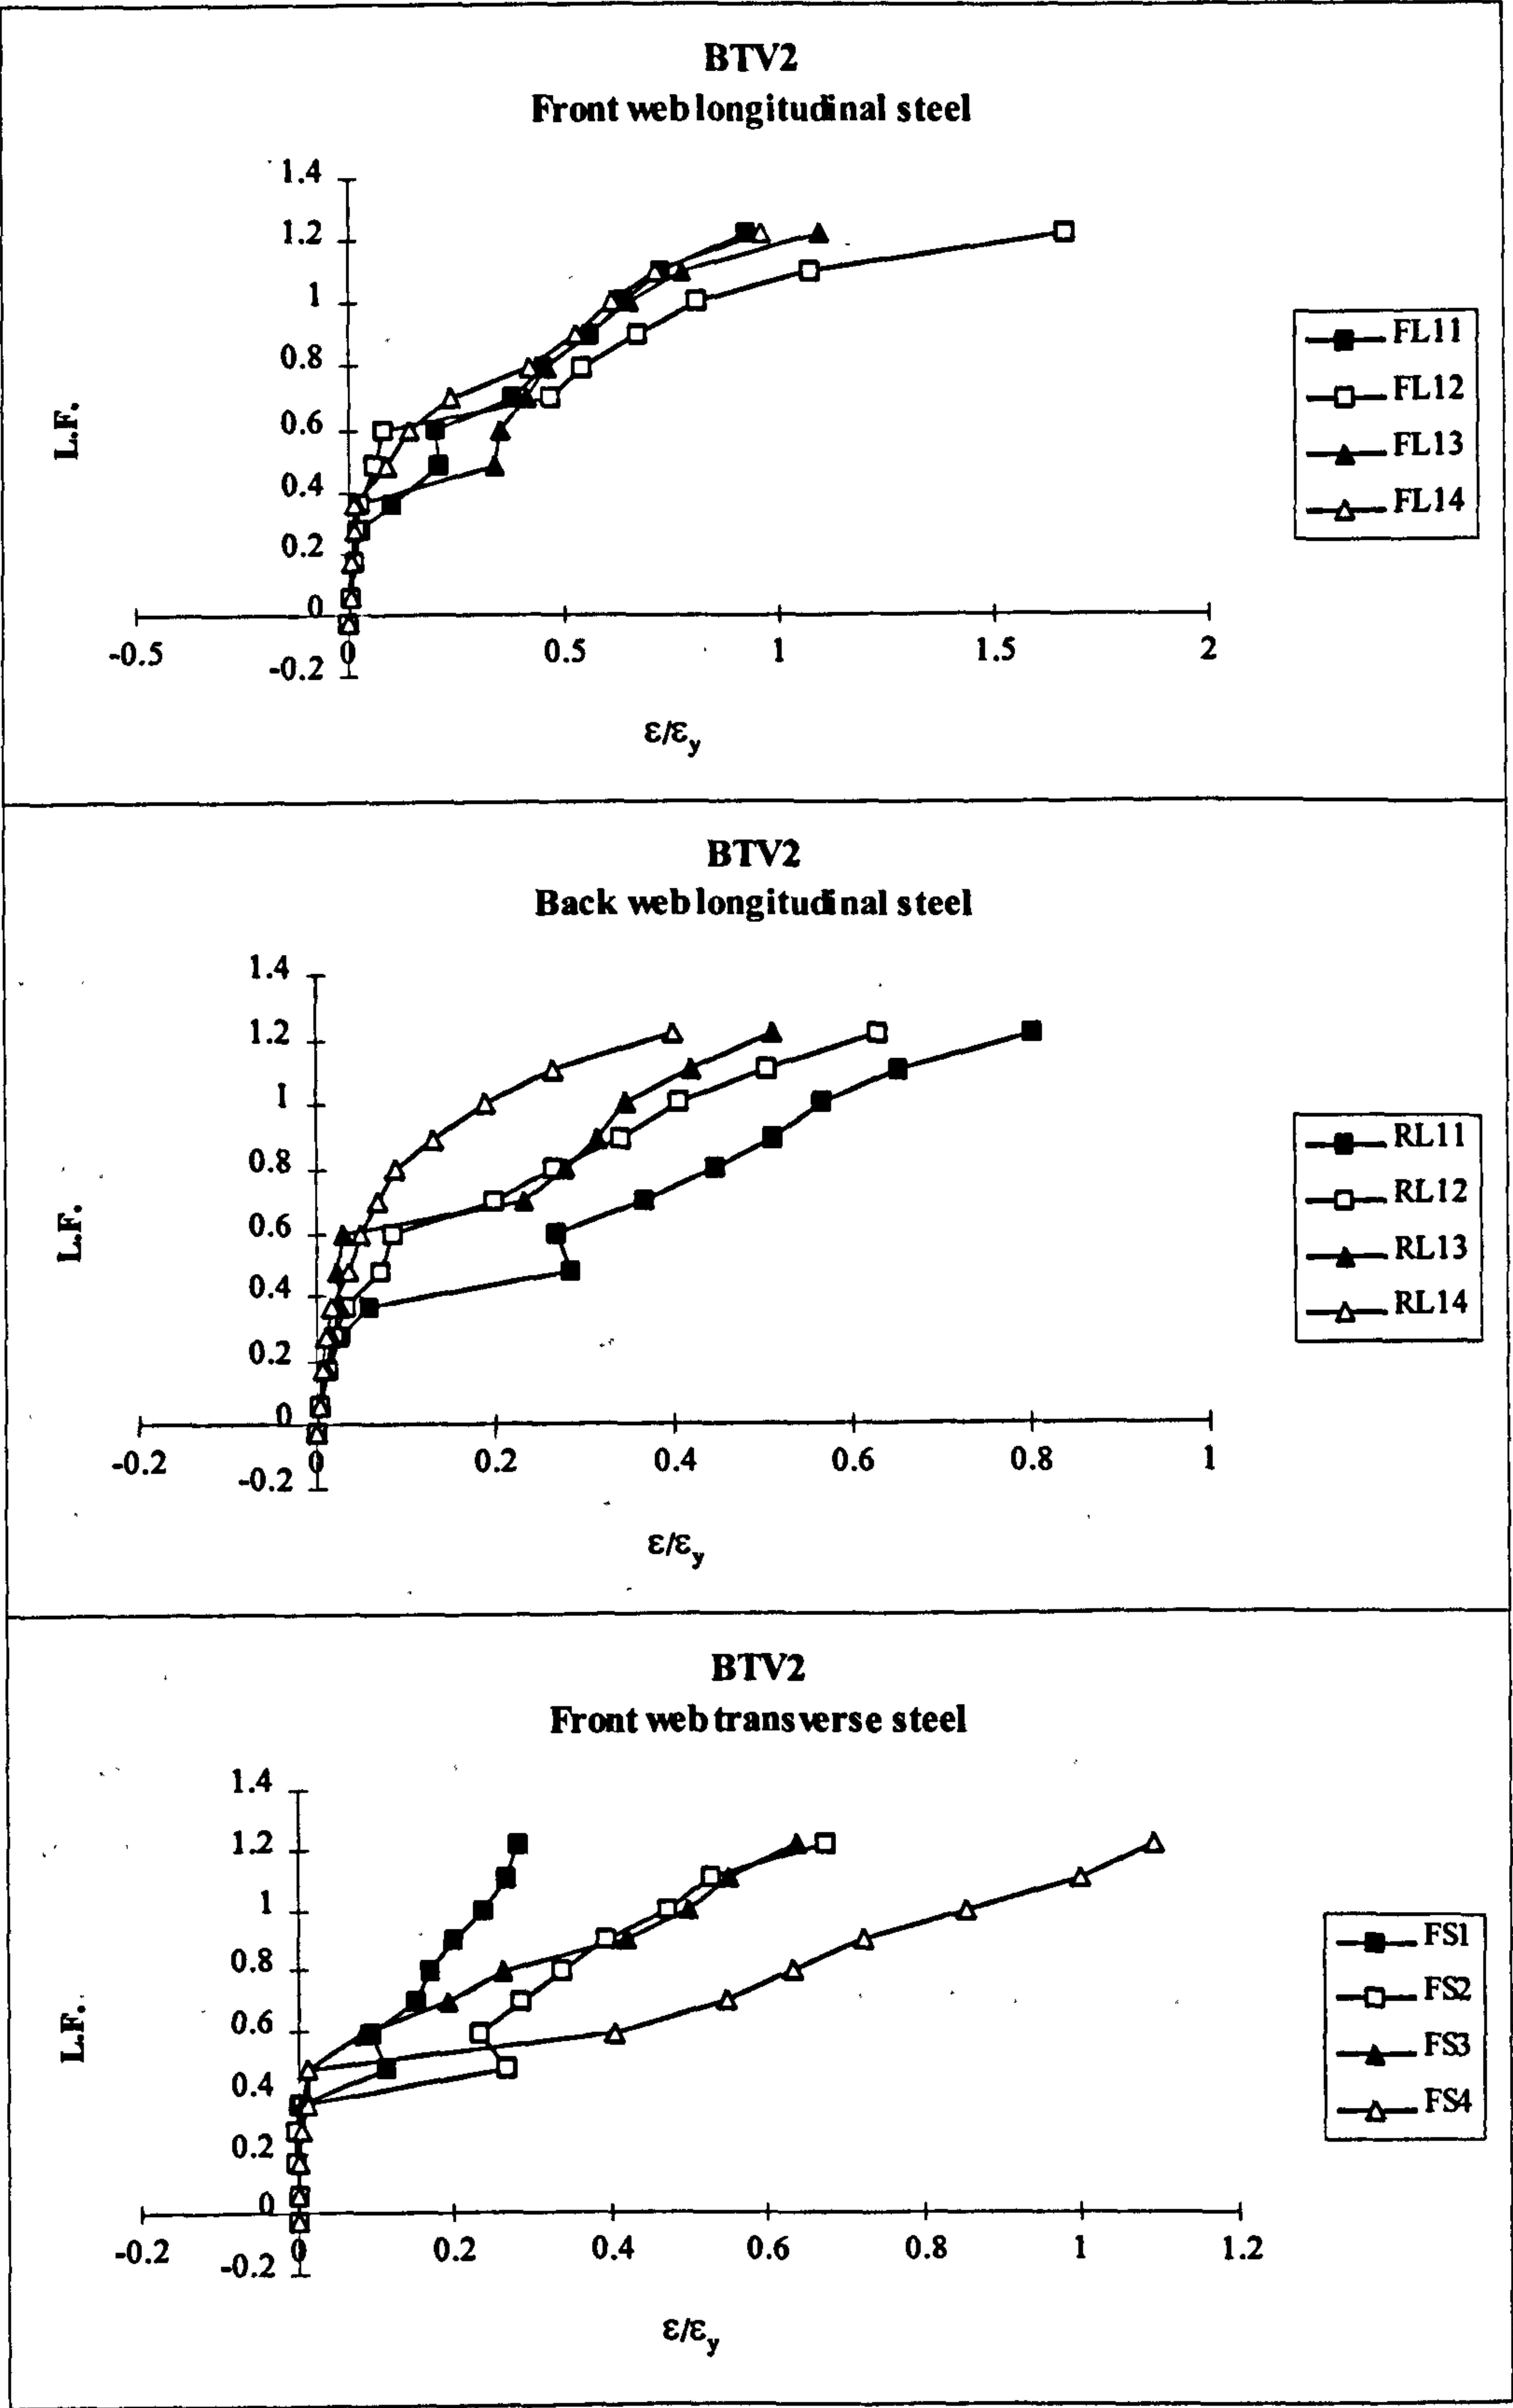 BTV2
Front web longitudinal steel
1.4
1.2
1
0.8
0.6
0.4
0.2
0
-0.2
L.F.
-0.5
0
0.5
1
1.5
2
ε/εy
FL11
FL12
FL13
FL14
BTV2
Back web longitudinal steel
1.4
1.2
1
0.8
0.6
0.4
0.2
0
-0.2
L.F.
-0.2
0
0.2
0.4
0.6
0.8
1
ε/εy
RL11
RL12
RL13
RL14
BTV2
Front web transverse steel
1.4
1.2
1
0.8
0.6
0.4
0.2
0
-0.2
L.F.
-0.2
0
0.2
0.4
0.6
0.8
1
1.2
ε/εy
FS1
FS2
FS3
FS4